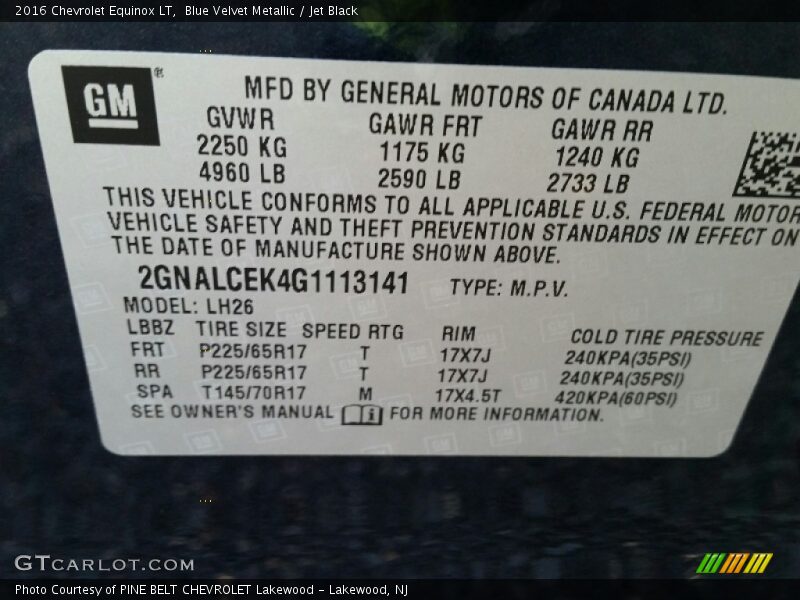 2016 Chevrolet Equinox LT,  Blue Velvet Metallic / Jet Black
GM®
MFD BY GENERAL MOTORS OF CANADA LTD.
GVWR GAWR FRT GAWR RR
2250 KG 1175 KG 1240 KG
4960 LB 2590 LB 2733 LB
THIS VEHICLE CONFORMS TO ALL APPLICABLE U.S. FEDERAL MOTOR
VEHICLE SAFETY AND THEFT PREVENTION STANDARDS IN EFFECT ON
THE DATE OF MANUFACTURE SHOWN ABOVE.
2GNALCEK4G1113141 TYPE: M.P.V.
MODEL: LH26
LBBZ TIRE SIZE SPEED RTG RIM COLD TIRE PRESSURE
FRT P225/65R17 T 17X7J 240KPA(35PSI)
RR P225/65R17 T 17X7J 240KPA(35PSI)
SPA T145/70R17 M 17X4.5T 420KPA(60PSI)
SEE OWNER'S MANUAL i FOR MORE INFORMATION.
GTCARLOT.COM
Photo Courtesy of PINE BELT CHEVROLET Lakewood - Lakewood, NJ